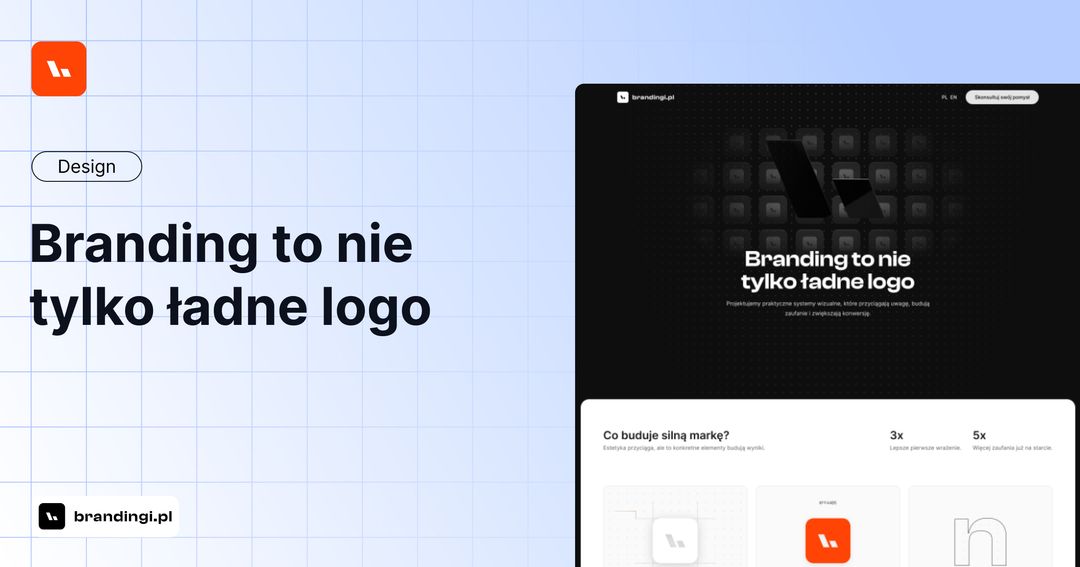 Design
Branding to nie
tylko ładne logo
brandingi.pl
brandingi.pl
PL EN
Skonsultuj swój pomysł
Branding to nie
tylko ładne logo
Projektujemy praktyczne systemy wizualne, które przyciągają uwagę, budują
zaufanie i zwiększają konwersję.
Co buduje silną markę?
Estetyka przyciąga, ale to konkretne elementy budują wyniki.
3x
Lepsze pierwsze wrażenie.
5x
Więcej zaufania już na starcie.
#FF4405
n